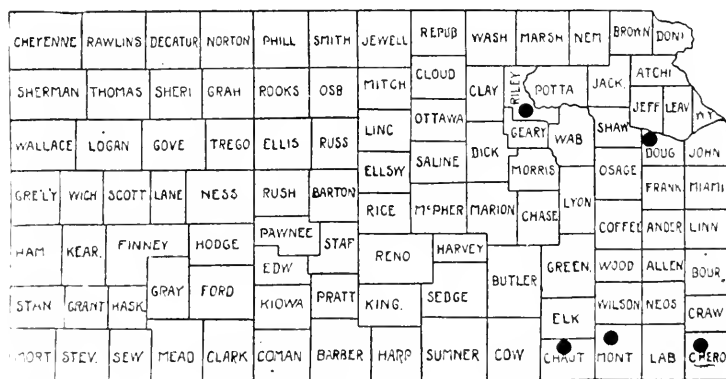 CHEYENNE RAWLINS DECATUR NORTON PHILL SMITH JEWELL REPUB WASH MARSH NEM. BROWN DONI
SHERMAN THOMAS SHERI GRAH ROOKS OSB MITCH CLOUD CLAY RILEY POTTA JACK. ATCHI
OTTAWA JEFF LEAV WY
WALLACE LOGAN GOVE TREGO ELLIS RUSS LINC SALINE DICK GEARY WAB SHAW DOUG JOHN
ELLSW MORRIS OSAGE
GRE'L'Y WICH SCOTT LANE NESS RUSH BARTON RICE McPHER MARION CHASE LYON FRANK MIAMI
HAM KEAR. FINNEY HODGE PAWNEE STAF RENO HARVEY COFFEE ANDER LINN
EDW BUTLER GREEN. WOOD ALLEN BOUR.
STAN GRANT HASK. GRAY FORD KIOWA PRATT KING. SEDGE ELK WILSON NEOS CRAW.
MORT STEV. SEW MEAD CLARK COMAN BARBER HARP SUMNER COW CHAUT MONT LAB CHERO